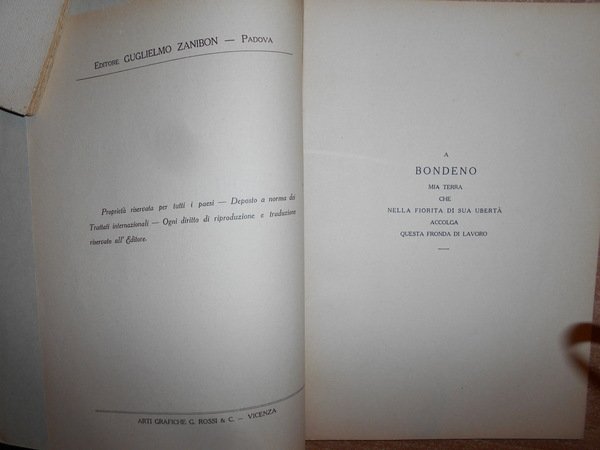 Editore GUGLIELMO ZANIBON — Padova
Proprietà riservata per tutti i paesi — Deposto a norma dei
Trattati internazionali — Ogni diritto di riproduzione e traduzione
riservato all' Editore.
ARTI GRAFICHE G. ROSSI & C. – VICENZA
A
BONDENO
MIA TERRA
CHE
NELLA FIORITA DI SUA UBERTÀ
ACCOLGA
QUESTA FRONDA DI LAVORO